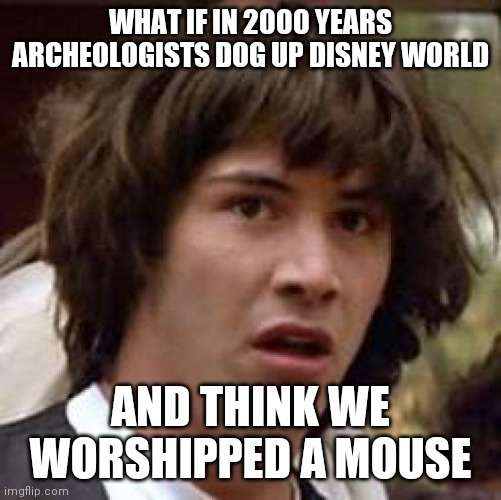 WHAT IF IN 2000 YEARS
ARCHEOLOGISTS DOG UP DISNEY WORLD
AND THINK WE
WORSHIPPED A MOUSE
imgflip.com